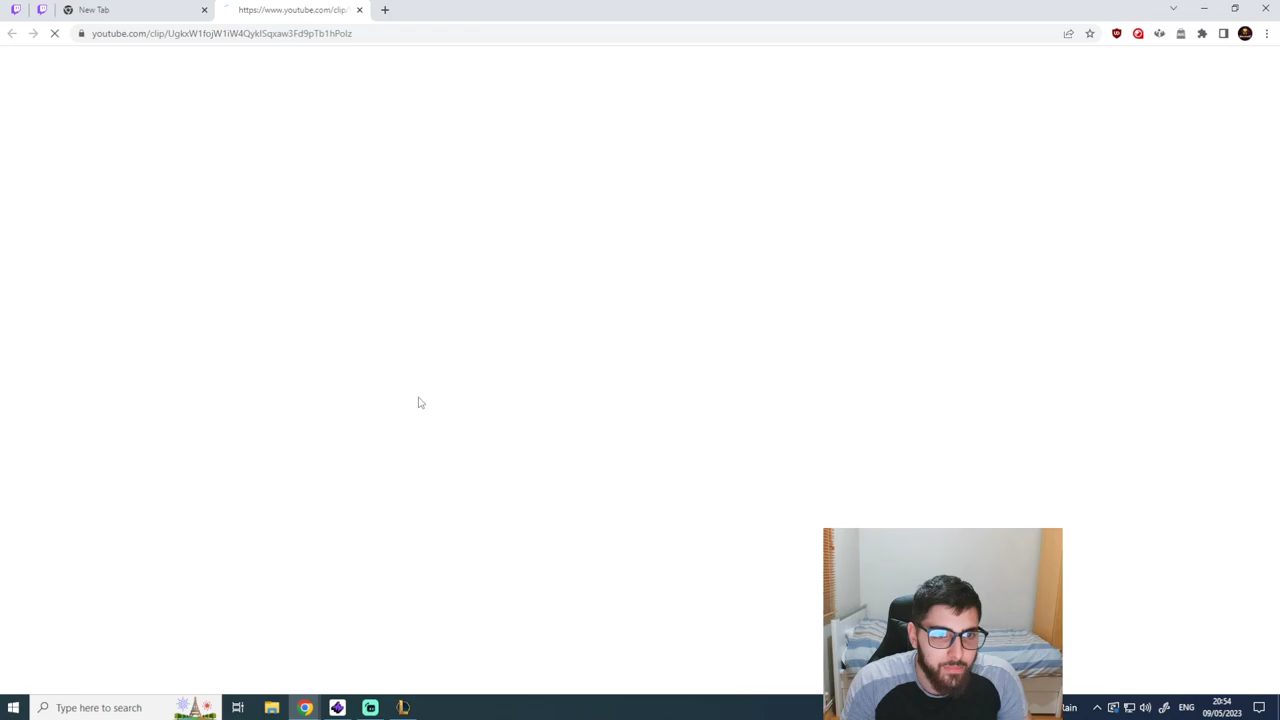 New Tab
https://www.youtube.com/clip/
youtube.com/clip/UgkxW1fojW1iW4QyklSqxaw3Fd9pTb1hPolz
Type here to search
ain
ENG
20:54
09/05/2023